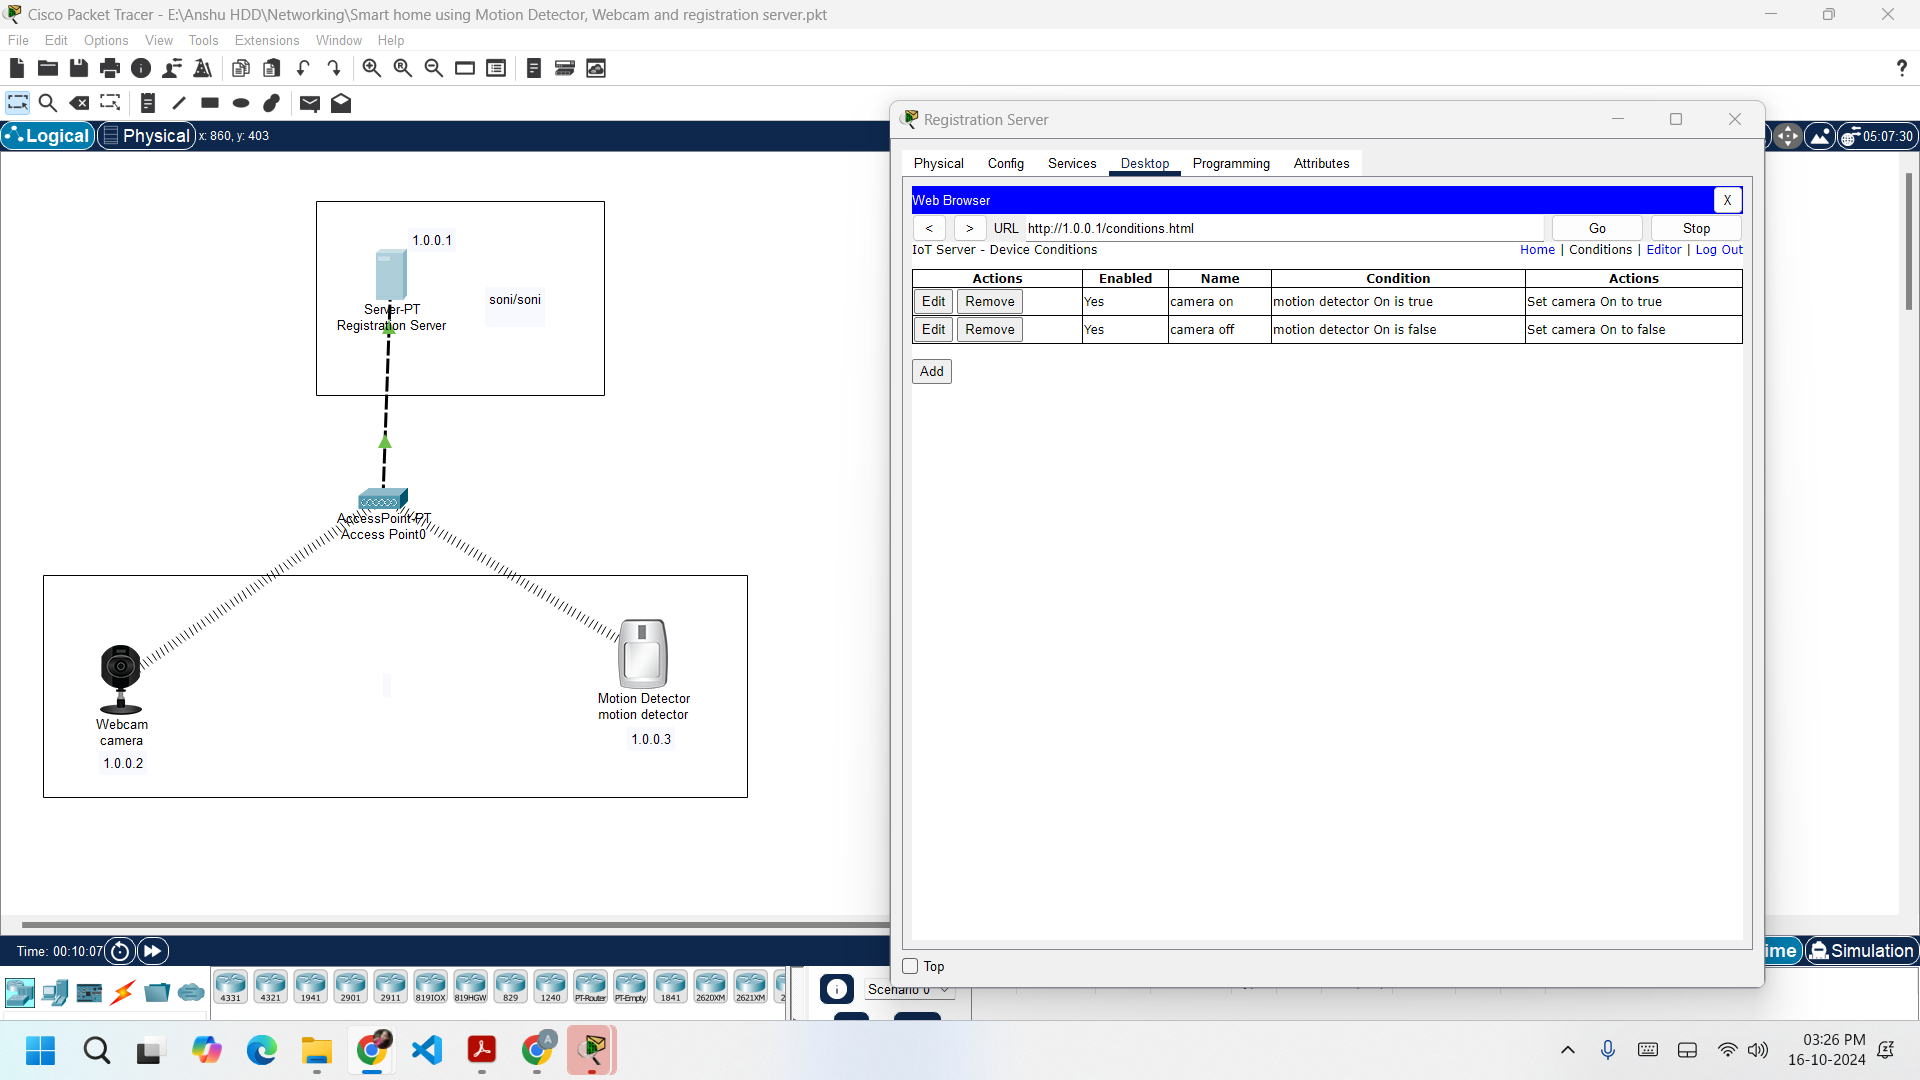 Cisco Packet Tracer - E:\Anshu HDD\Networking\Smart home using Motion Detector, Webcam and registration server.pkt
File Edit Options View Tools Extensions Window Help
?
Logical Physical x: 860, y: 403
05:07:30
1.0.0.1
Server-PT
Registration Server
soni/soni
AccessPoint-PT
Access Point0
Webcam
camera
1.0.0.2
Motion Detector
motion detector
1.0.0.3
Registration Server
Physical Config Services Desktop Programming Attributes
Web Browser X
< > URL http://1.0.0.1/conditions.html Go Stop
IoT Server - Device Conditions Home | Conditions | Editor | Log Out
Actions Enabled Name Condition Actions
Edit Remove Yes camera on motion detector On is true Set camera On to true
Edit Remove Yes camera off motion detector On is false Set camera On to false
Add
Top
Time: 00:10:07
ime Simulation
4331 4321 1941 2901 2911 819IOX 819HGW 829 1240 PT-Router PT-Empty 1841 2620XM 2621XM 2
Scenario 0
A
03:26 PM
16-10-2024